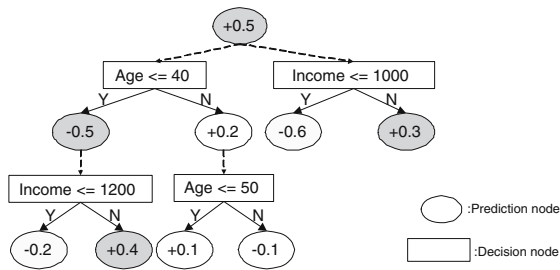 +0.5
Age <= 40
Income <= 1000
Y
N
Y
N
-0.5
+0.2
-0.6
+0.3
Income <= 1200
Age <= 50
Y
N
Y
N
-0.2
+0.4
+0.1
-0.1
:Prediction node
:Decision node